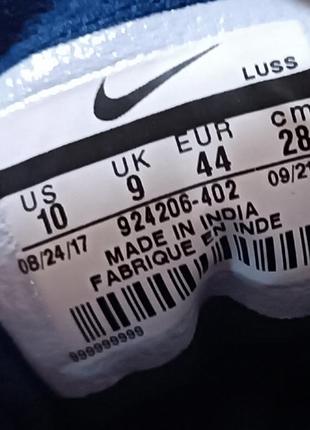 LUSS
US UK EUR cm
10 9 44 28
08/24/17 924206-402 09/21
MADE IN INDIA
FABRIQUE EN INDE
999999999